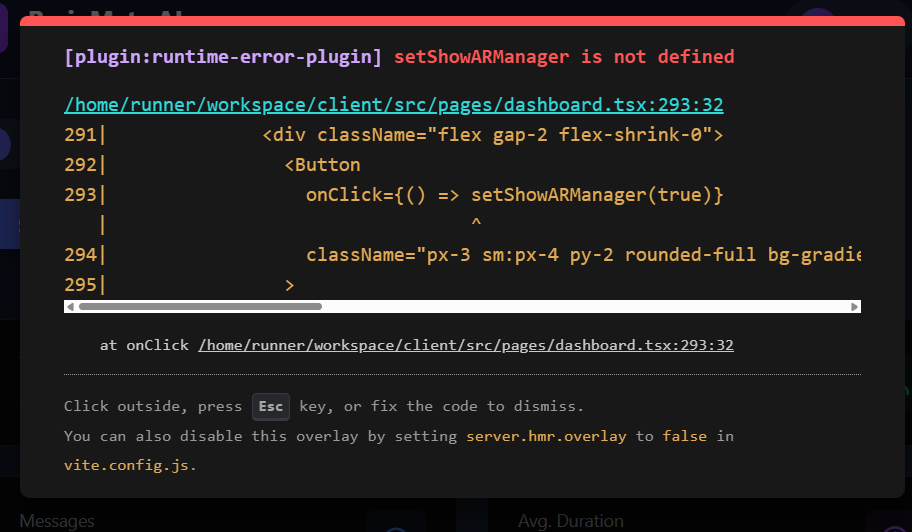 [plugin:runtime-error-plugin] setShowARManager is not defined
/home/runner/workspace/client/src/pages/dashboard.tsx:293:32
291|              <div className="flex gap-2 flex-shrink-0">
292|                <Button
293|                  onClick={() => setShowARManager(true)}
   |                                 ^
294|                  className="px-3 sm:px-4 py-2 rounded-full bg-gradie
295|                >
at onClick /home/runner/workspace/client/src/pages/dashboard.tsx:293:32
Click outside, press Esc key, or fix the code to dismiss.
You can also disable this overlay by setting server.hmr.overlay to false in
vite.config.js.
Messages
Avg. Duration